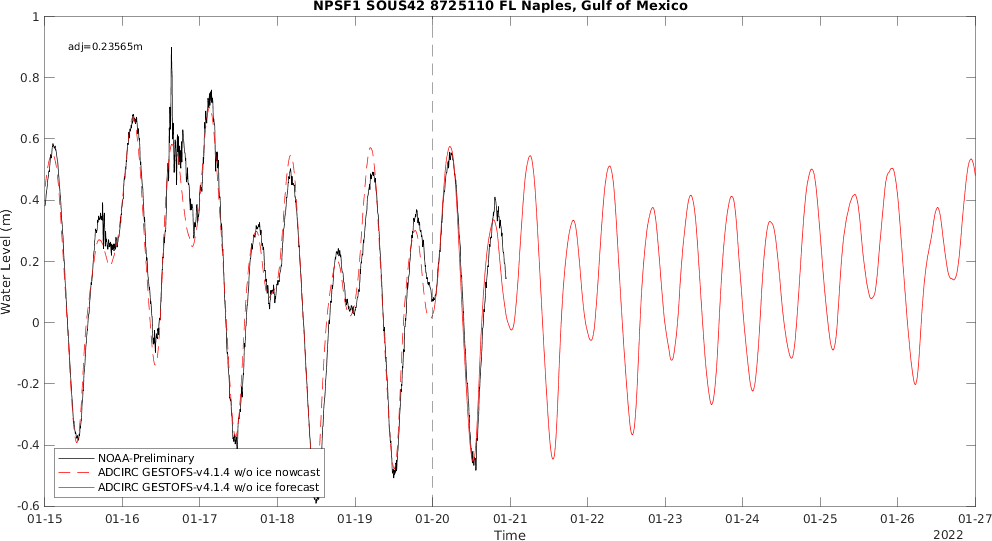 NPSF1 SOUS42 8725110 FL Naples, Gulf of Mexico
1
adj=0.23565m
0.8
0.6
0.4
0.2
0
-0.2
-0.4
-0.6
Water Level (m)
NOAA-Preliminary
ADCIRC GESTOFS-v4.1.4 w/o ice nowcast
ADCIRC GESTOFS-v4.1.4 w/o ice forecast
01-15 01-16 01-17 01-18 01-19 01-20 01-21 01-22 01-23 01-24 01-25 01-26 01-27
Time
2022